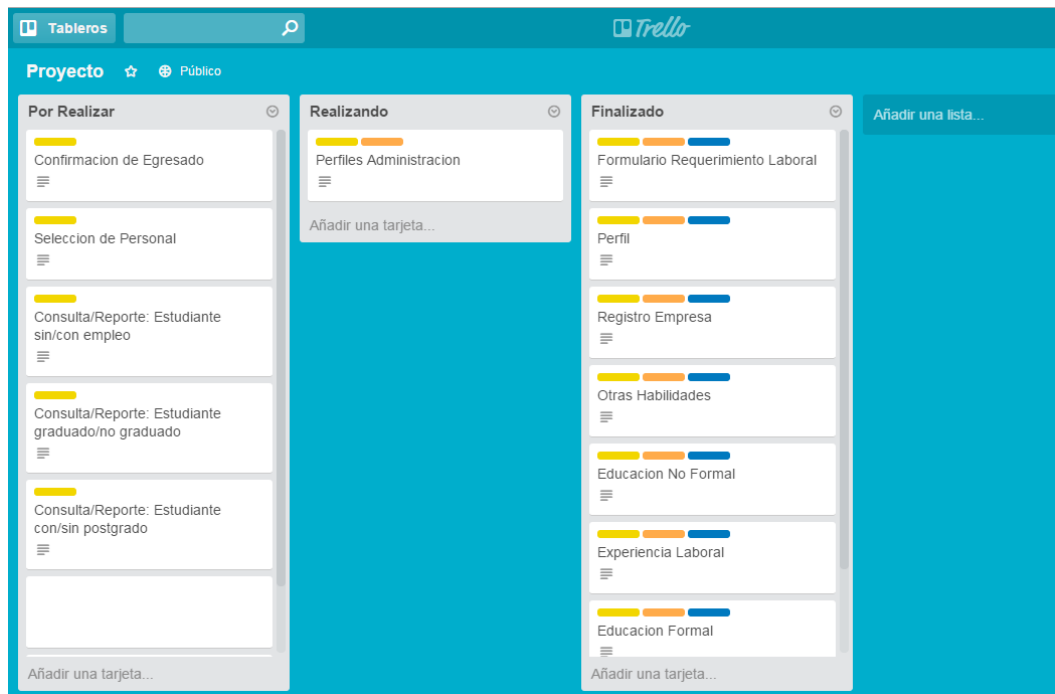 Tableros
Trello
Proyecto
Público
Por Realizar
Confirmacion de Egresado
Seleccion de Personal
Consulta/Reporte: Estudiante
sin/con empleo
Consulta/Reporte: Estudiante
graduado/no graduado
Consulta/Reporte: Estudiante
con/sin postgrado
Añadir una tarjeta...
Realizando
Perfiles Administracion
Añadir una tarjeta...
Finalizado
Formulario Requerimiento Laboral
Perfil
Registro Empresa
Otras Habilidades
Educacion No Formal
Experiencia Laboral
Educacion Formal
Añadir una tarjeta...
Añadir una lista...